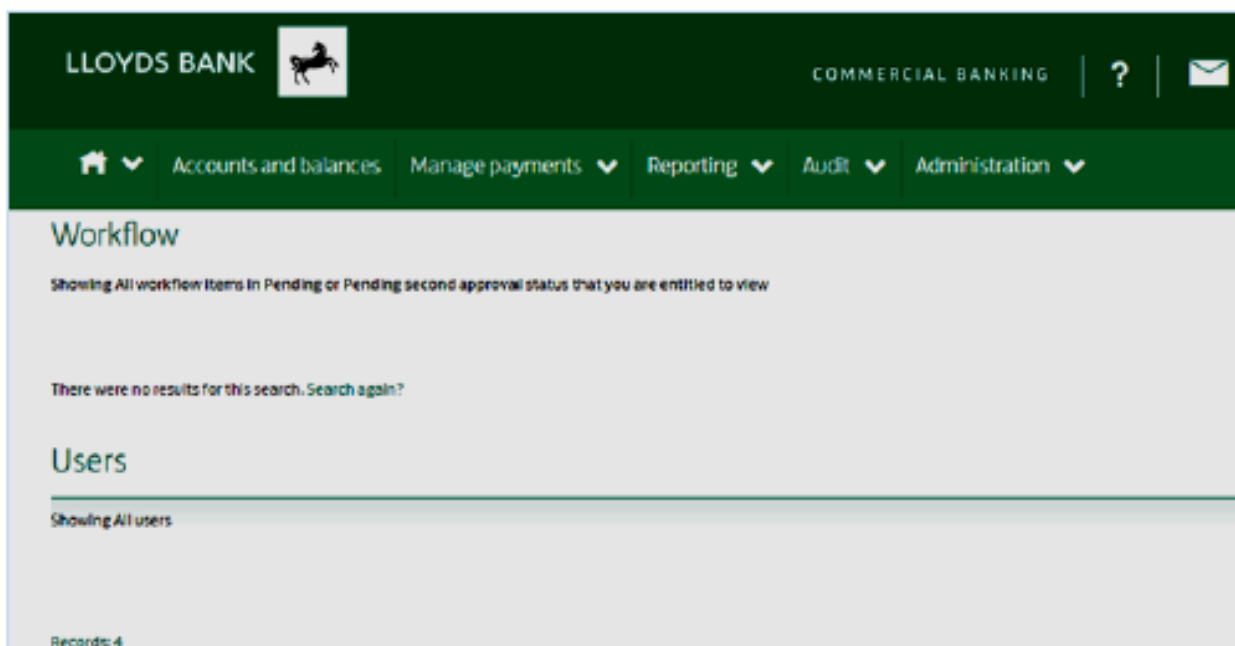 LLOYDS BANK
COMMERCIAL BANKING ?
Accounts and balances Manage payments Reporting Audit Administration
Workflow
Showing All workflow items in Pending or Pending second approval status that you are entitled to view
There were no results for this search. Search again?
Users
Showing All users
Records: 4